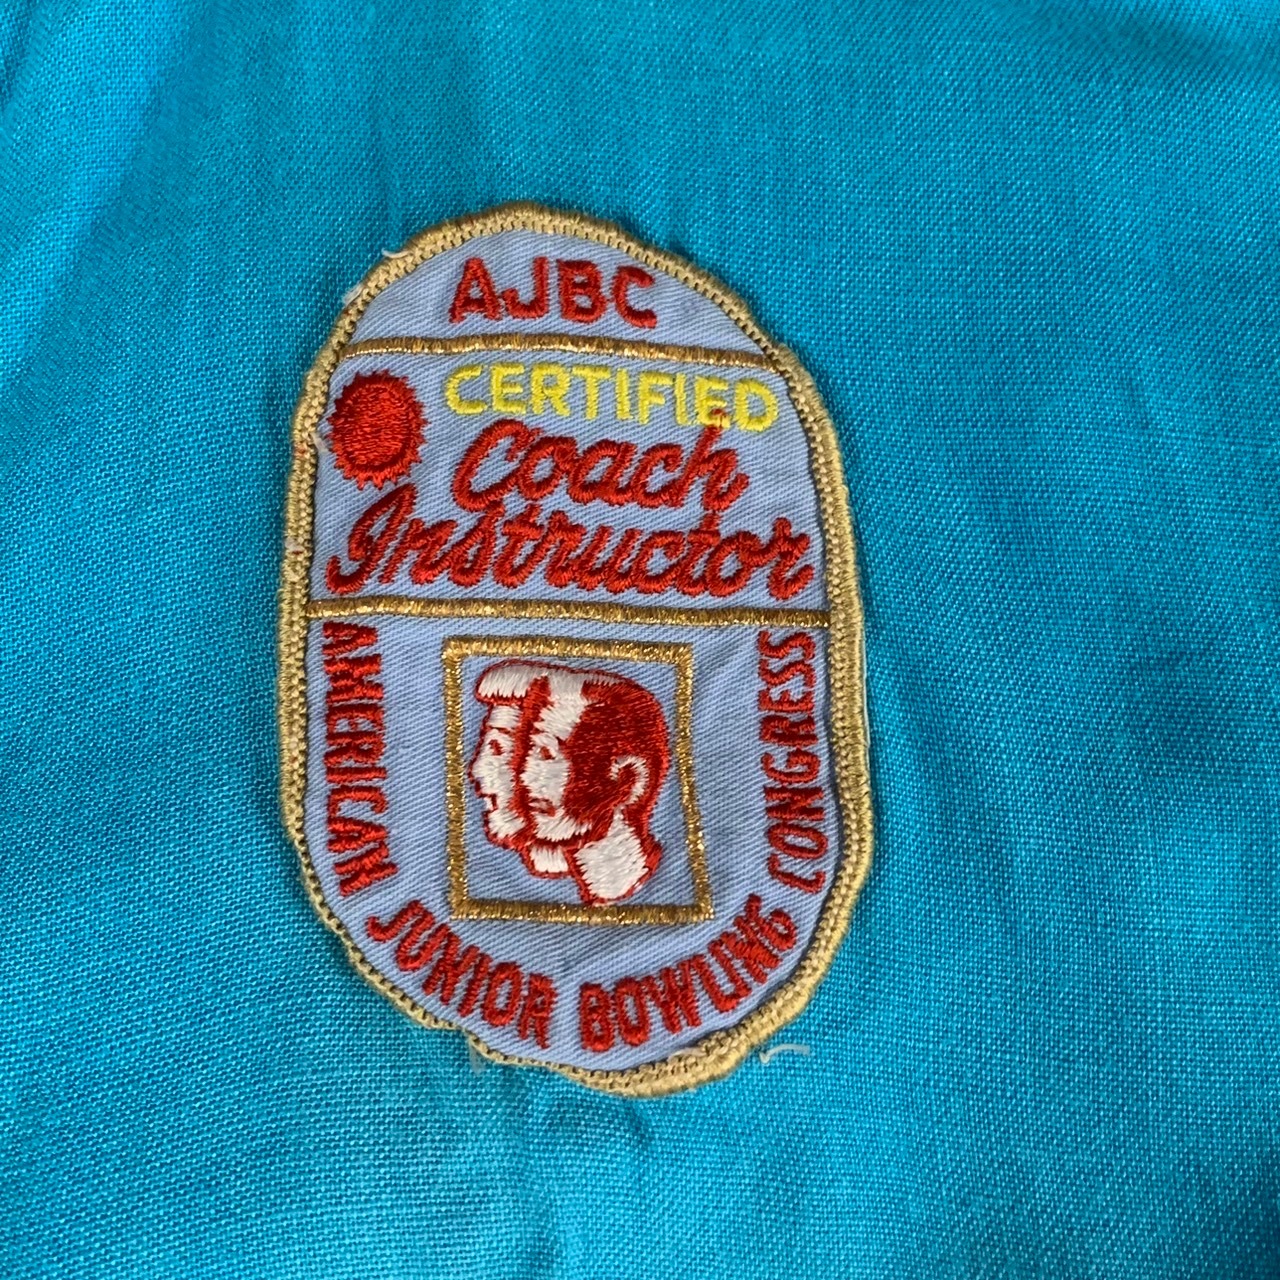 AJBC
CERTIFIED
Coach
Instructor
AMERICAN JUNIOR BOWLING CONGRESS